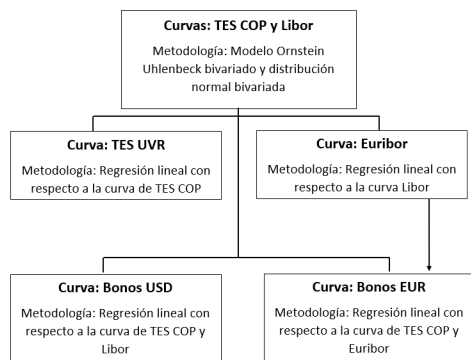 Curvas: TES COP y Libor
Metodología: Modelo Ornstein
Uhlenbeck bivariado y distribución
normal bivariada
Curva: TES UVR
Metodología: Regresión lineal con
respecto a la curva de TES COP
Curva: Euribor
Metodología: Regresión lineal con
respecto a la curva Libor
Curva: Bonos USD
Metodología: Regresión lineal con
respecto a la curva de TES COP y
Libor
Curva: Bonos EUR
Metodología: Regresión lineal con
respecto a la curva de TES COP y
Euribor